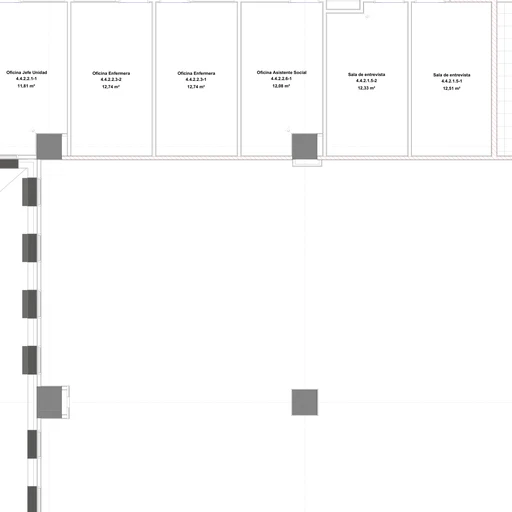 Oficina Jefe Unidad
4.4.2.2.1-1
11,81 m²
Oficina Enfermera
4.4.2.2.3-2
12,74 m²
Oficina Enfermera
4.4.2.2.3-1
12,74 m²
Oficina Asistente Social
4.4.2.2.6-1
12,08 m²
Sala de entrevista
4.4.2.1.5-2
12,33 m²
Sala de entrevista
4.4.2.1.5-1
12,51 m²